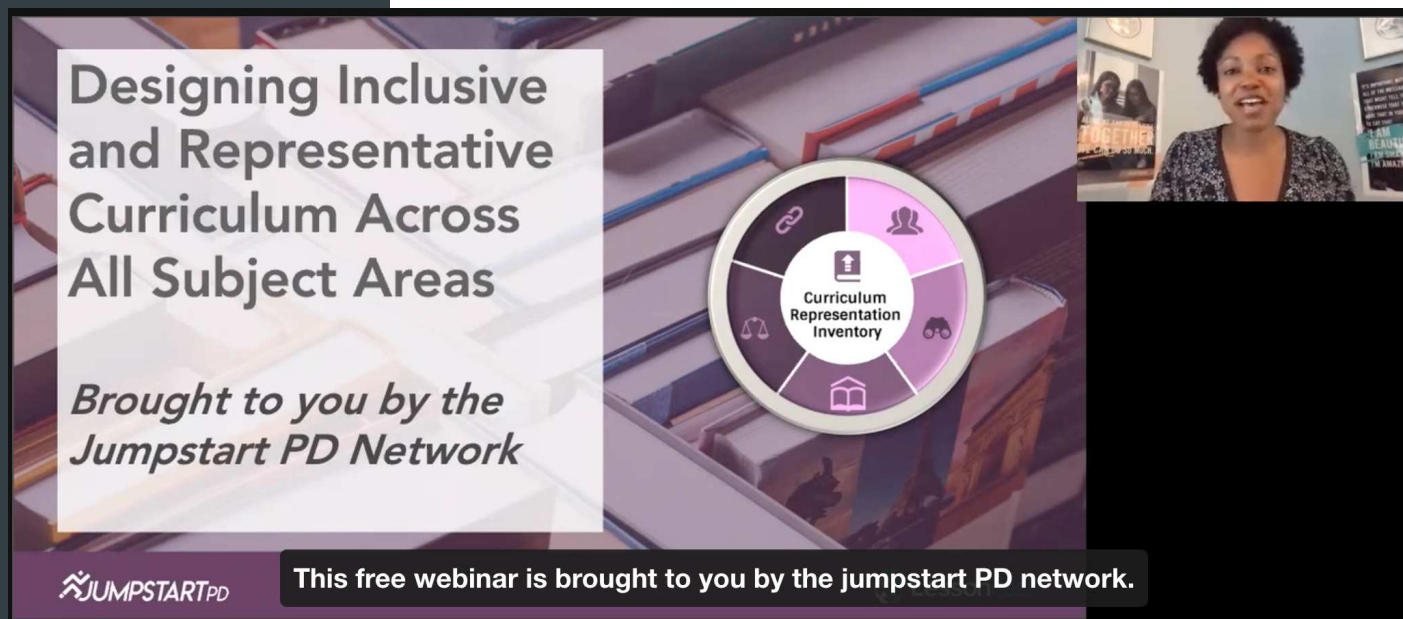 Designing Inclusive
and Representative
Curriculum Across
All Subject Areas
Brought to you by the
Jumpstart PD Network
Curriculum
Representation
Inventory
TOGETHER
I AM
JUMPSTARTPD
This free webinar is brought to you by the jumpstart PD network.